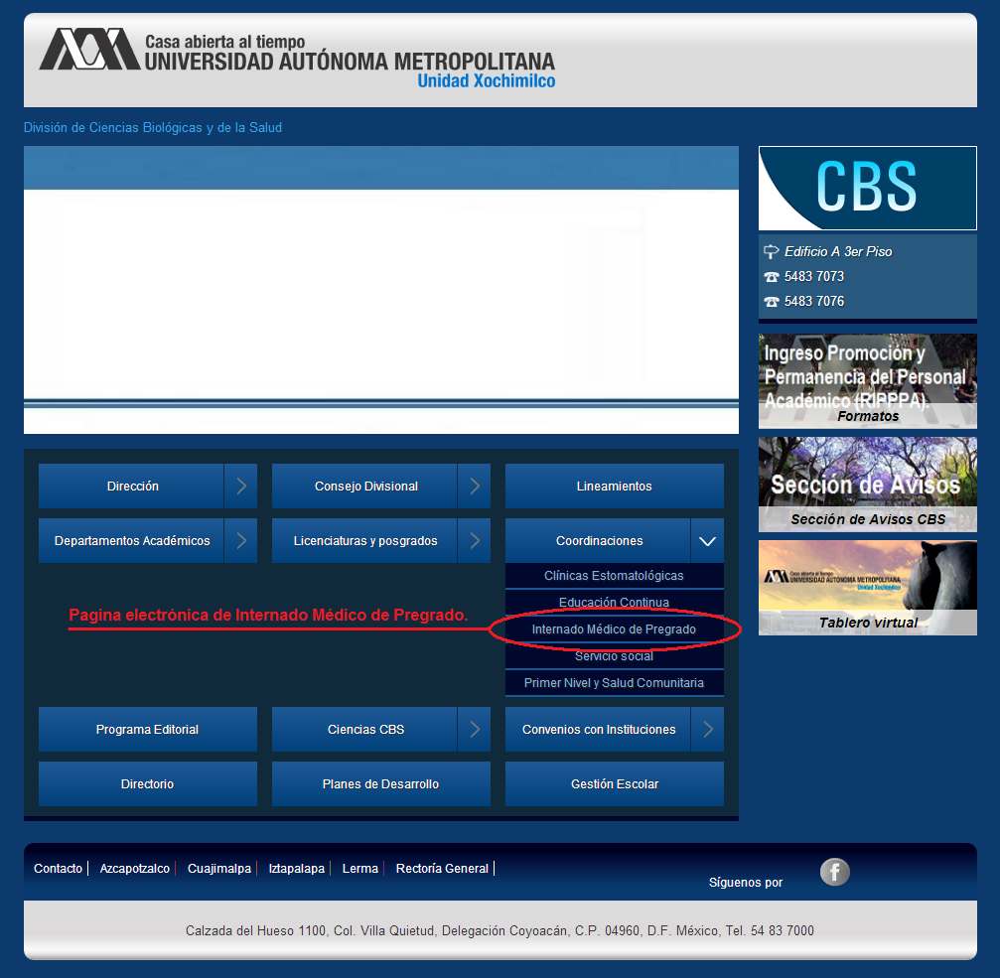 Casa abierta al tiempo
UNIVERSIDAD AUTÓNOMA METROPOLITANA
Unidad Xochimilco
División de Ciencias Biológicas y de la Salud
CBS
Edificio A 3er Piso
5483 7073
5483 7076
Ingreso Promoción y
Permanencia del Personal
Académico (RIPPPA).
Formatos
Sección de Avisos
Sección de Avisos CBS
Casa abierta al tiempo
UNIVERSIDAD AUTÓNOMA METROPOLITANA
Unidad Xochimilco
Tablero virtual
Dirección
Consejo Divisional
Lineamientos
Departamentos Académicos
Licenciaturas y posgrados
Coordinaciones
Clínicas Estomatológicas
Educación Continua
Pagina electrónica de Internado Médico de Pregrado.
Internado Médico de Pregrado
Servicio social
Primer Nivel y Salud Comunitaria
Programa Editorial
Ciencias CBS
Convenios con Instituciones
Directorio
Planes de Desarrollo
Gestión Escolar
Contacto Azcapotzalco Cuajimalpa Iztapalapa Lerma Rectoría General
Síguenos por
f
Calzada del Hueso 1100, Col. Villa Quietud, Delegación Coyoacán, C.P. 04960, D.F. México, Tel. 54 83 7000